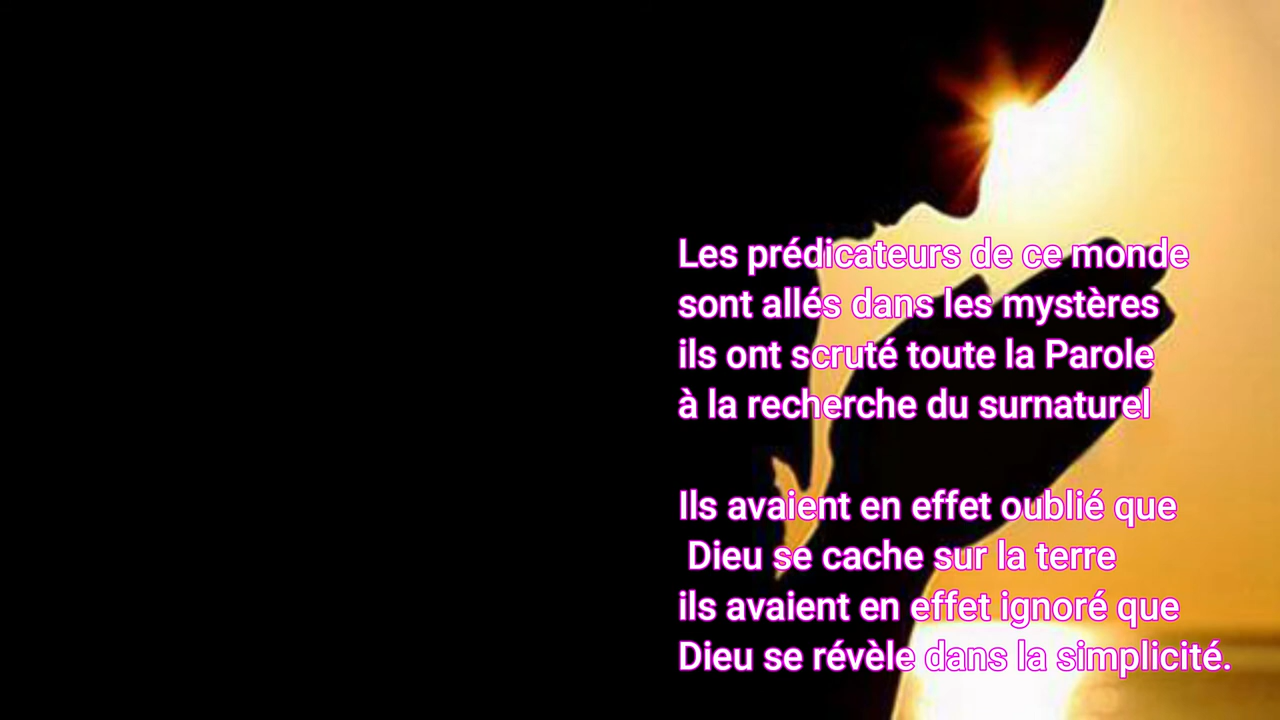 Les prédicateurs de ce monde
sont allés dans les mystères
ils ont scruté toute la Parole
à la recherche du surnaturel
Ils avaient en effet oublié que
Dieu se cache sur la terre
ils avaient en effet ignoré que
Dieu se révèle dans la simplicité.